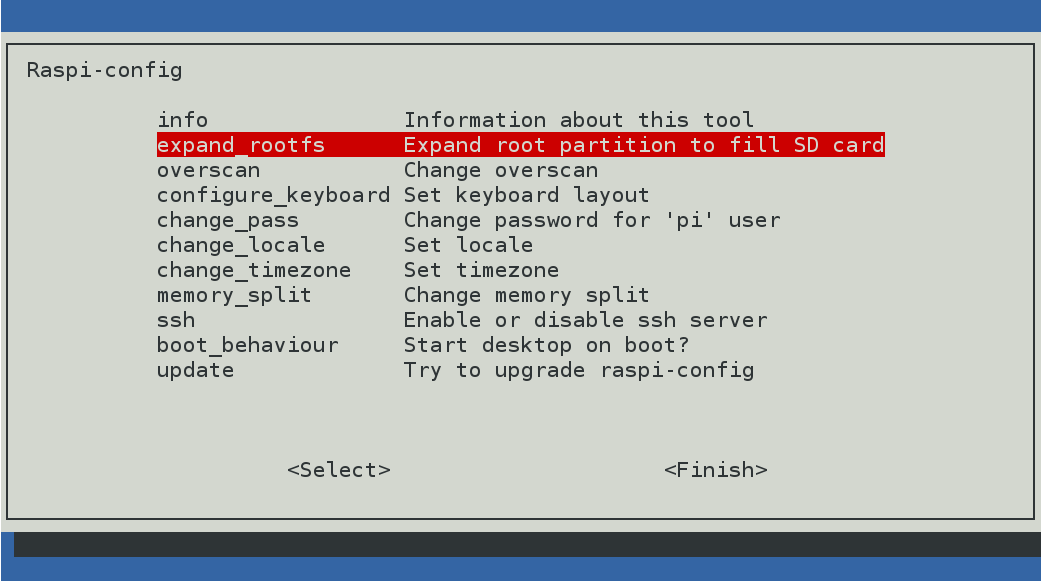 Raspi-config
info Information about this tool
expand_rootfs Expand root partition to fill SD card
overscan Change overscan
configure_keyboard Set keyboard layout
change_pass Change password for 'pi' user
change_locale Set locale
change_timezone Set timezone
memory_split Change memory split
ssh Enable or disable ssh server
boot_behaviour Start desktop on boot?
update Try to upgrade raspi-config
<Select> <Finish>